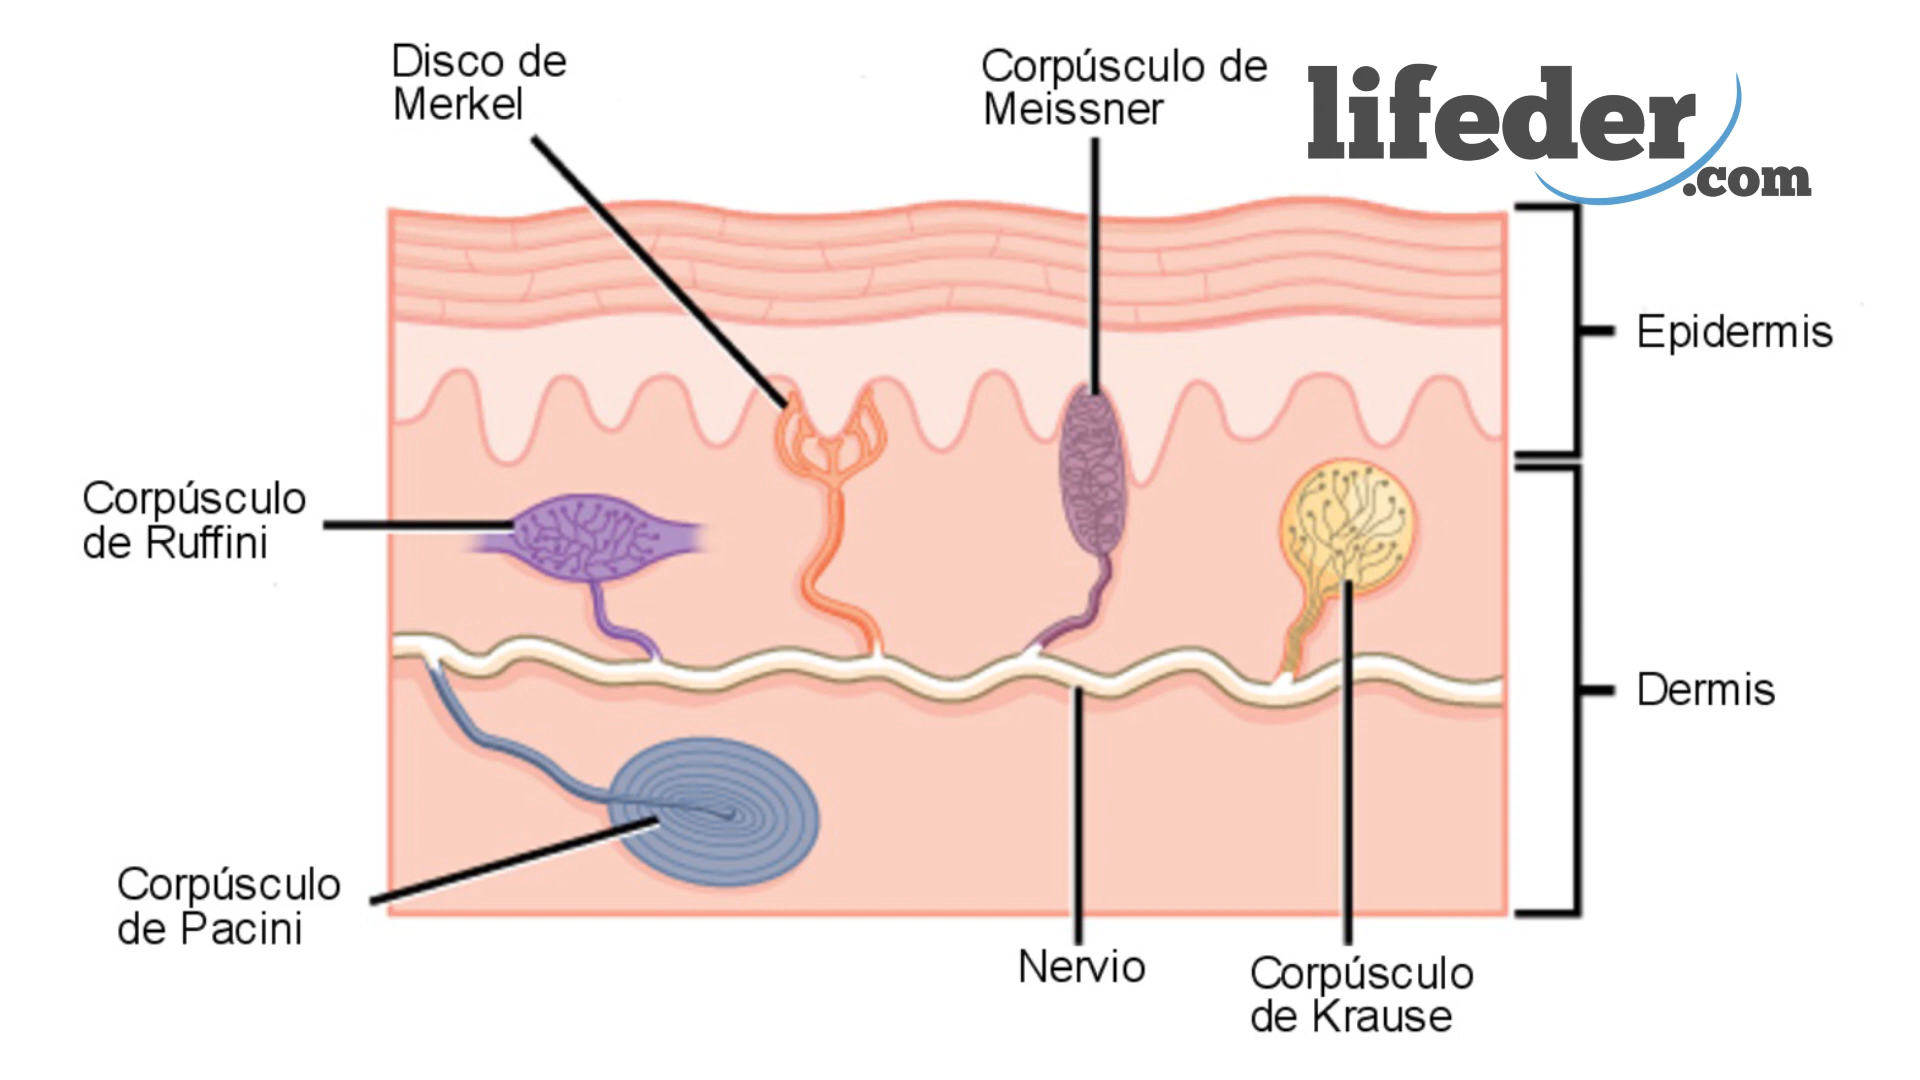 Disco de
Merkel
Corpúsculo de
Meissner
lifeder
.com
Epidermis
Corpúsculo
de Ruffini
Dermis
Corpúsculo
de Pacini
Nervio
Corpúsculo
de Krause